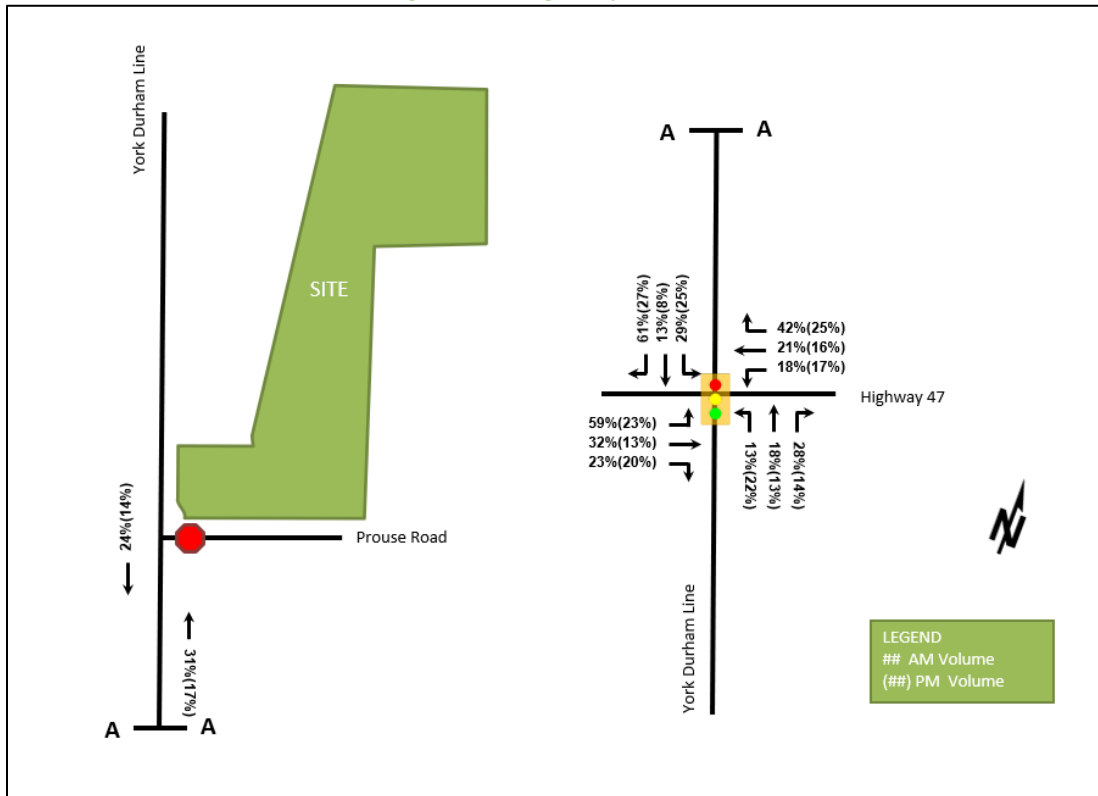 York Durham Line
SITE
24%(14%)
Prouse Road
31%(17%)
A A
A A
61%(27%)
13%(8%)
29%(25%)
42%(25%)
21%(16%)
18%(17%)
Highway 47
59%(23%)
32%(13%)
23%(20%)
13%(22%)
18%(13%)
28%(14%)
N
York Durham Line
LEGEND
## AM Volume
(##) PM Volume